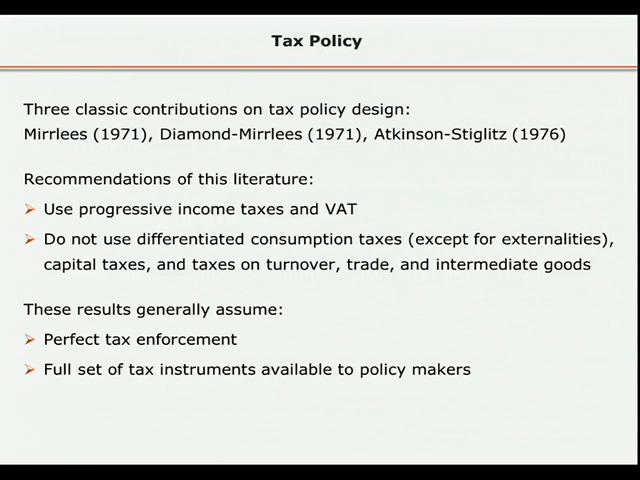 Tax Policy
Three classic contributions on tax policy design:
Mirrlees (1971), Diamond-Mirrlees (1971), Atkinson-Stiglitz (1976)
Recommendations of this literature:
➢ Use progressive income taxes and VAT
➢ Do not use differentiated consumption taxes (except for externalities),
capital taxes, and taxes on turnover, trade, and intermediate goods
These results generally assume:
➢ Perfect tax enforcement
➢ Full set of tax instruments available to policy makers